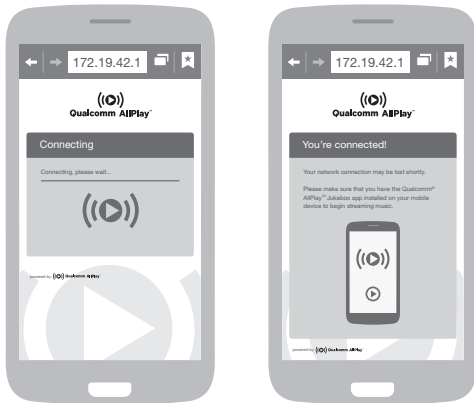 172.19.42.1
Qualcomm AllPlay™
Connecting
Connecting, please wait...
powered by Qualcomm AllPlay™
172.19.42.1
Qualcomm AllPlay™
You're connected!
Your network connection may be lost shortly.
Please make sure that you have the Qualcomm®
AllPlay™ Jukebox app installed on your mobile
device to begin streaming music.
powered by Qualcomm AllPlay